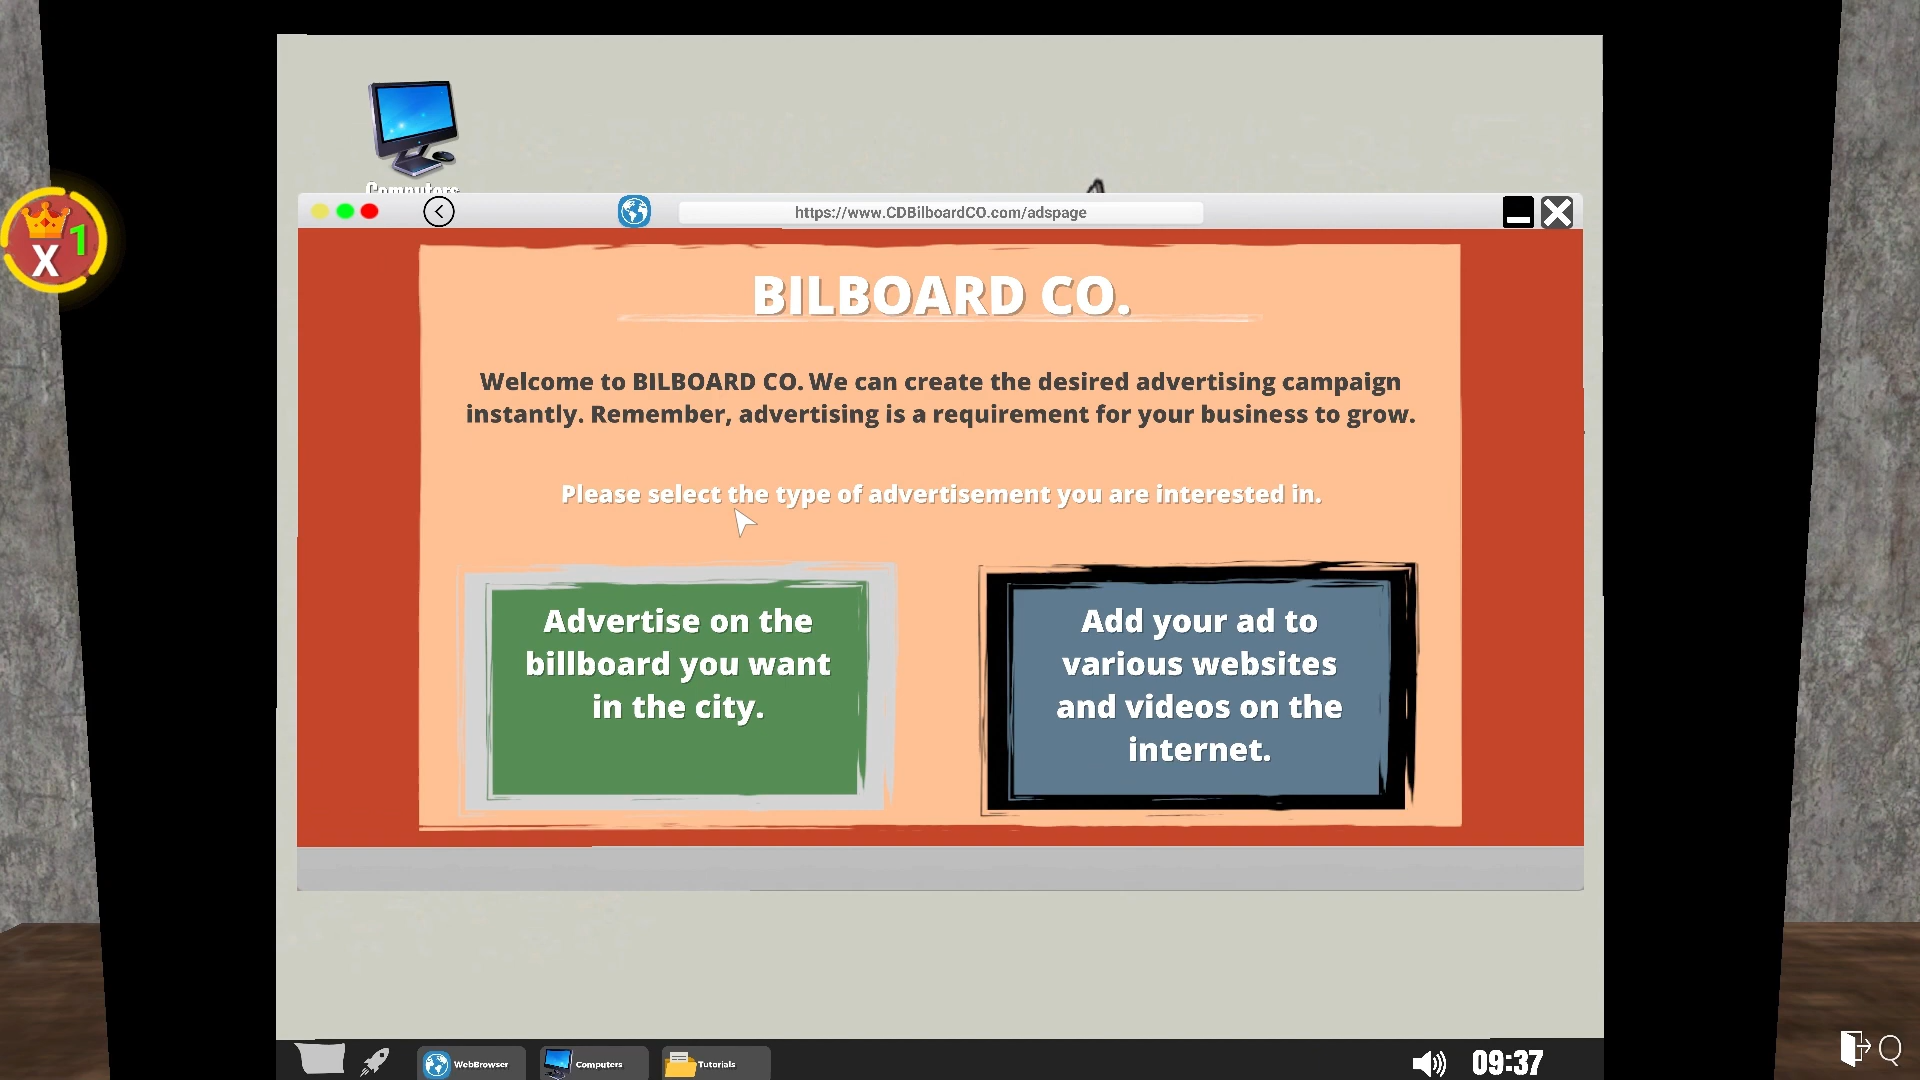 Computers
X 1
https://www.CDBilboardCO.com/adspage
BILBOARD CO.
Welcome to BILBOARD CO. We can create the desired advertising campaign
instantly. Remember, advertising is a requirement for your business to grow.
Please select the type of advertisement you are interested in.
Advertise on the
billboard you want
in the city.
Add your ad to
various websites
and videos on the
internet.
WebBrowser
Computers
Tutorials
09:37
Q